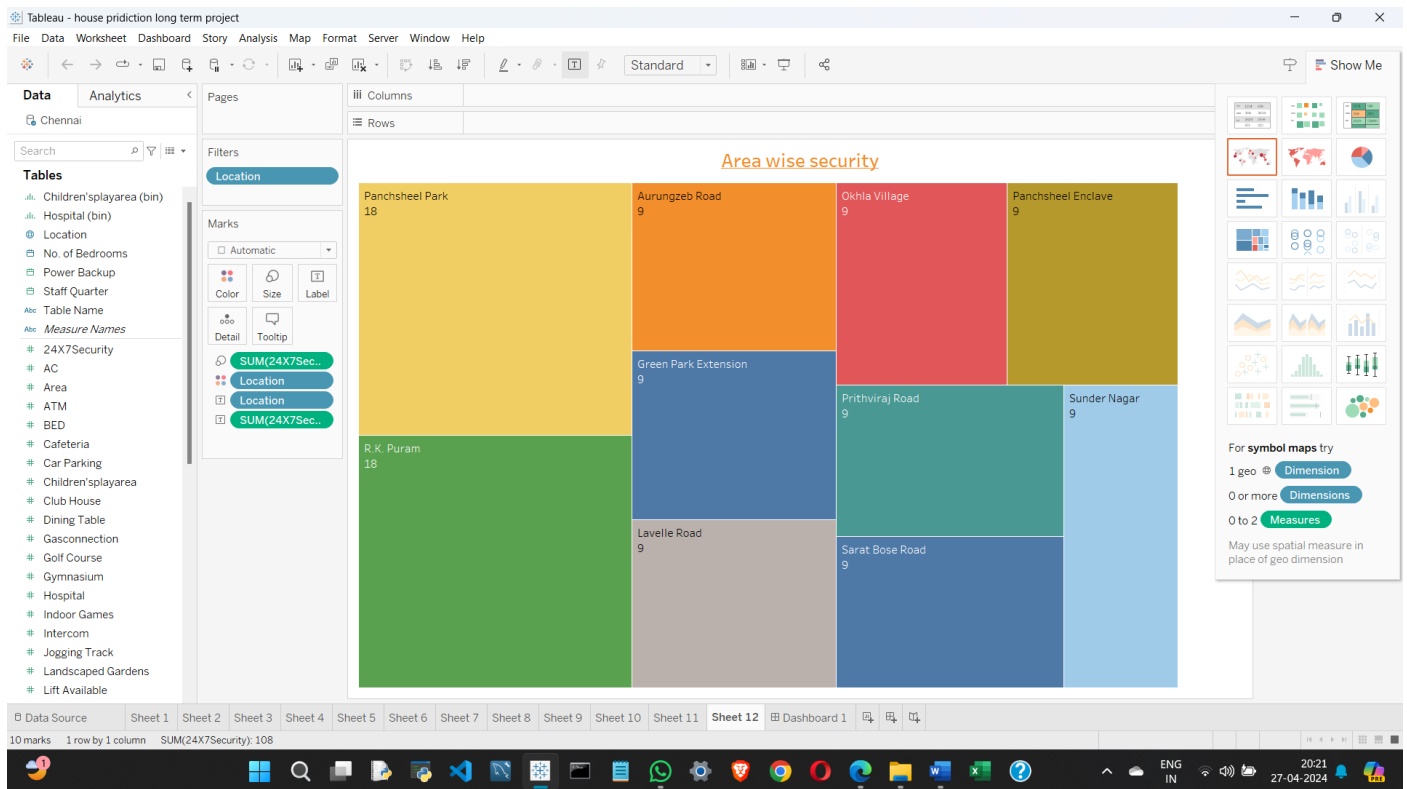 Tableau - house pridiction long term project
File Data Worksheet Dashboard Story Analysis Map Format Server Window Help
Standard
Show Me
Data Analytics
Chennai
Search
Tables
Children'splayarea (bin)
Hospital (bin)
Location
No. of Bedrooms
Power Backup
Staff Quarter
Abc Table Name
Abc Measure Names
24X7Security
AC
Area
ATM
BED
Cafeteria
Car Parking
Children'splayarea
Club House
Dining Table
Gasconnection
Golf Course
Gymnasium
Hospital
Indoor Games
Intercom
Jogging Track
Landscaped Gardens
Lift Available
Pages
Filters
Location
Marks
Automatic
Color Size Label
Detail Tooltip
SUM(24X7Sec..
Location
Location
SUM(24X7Sec..
Columns
Rows
Area wise security
Panchsheel Park
18
R.K. Puram
18
Aurungzeb Road
9
Green Park Extension
9
Lavelle Road
9
Okhla Village
9
Panchsheel Enclave
9
Prithviraj Road
9
Sarat Bose Road
9
Sunder Nagar
9
For symbol maps try
1 geo Dimension
0 or more Dimensions
0 to 2 Measures
May use spatial measure in
place of geo dimension
Data Source Sheet 1 Sheet 2 Sheet 3 Sheet 4 Sheet 5 Sheet 6 Sheet 7 Sheet 8 Sheet 9 Sheet 10 Sheet 11 Sheet 12 Dashboard 1
10 marks 1 row by 1 column SUM(24X7Security): 108
1
ENG
IN
20:21
27-04-2024
PRE